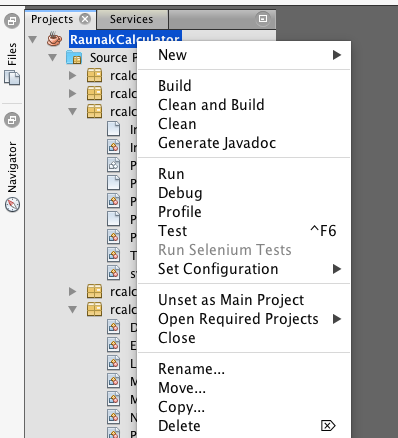 Projects
Services
Files
Navigator
RaunakCalculator
Source P
rcalc
rcalc
rcalc
In
In
P
P
P
P
P
T
sy
rcalc
rcalc
D
E
L
M
M
N
P
New
Build
Clean and Build
Clean
Generate Javadoc
Run
Debug
Profile
Test ^F6
Run Selenium Tests
Set Configuration
Unset as Main Project
Open Required Projects
Close
Rename...
Move...
Copy...
Delete